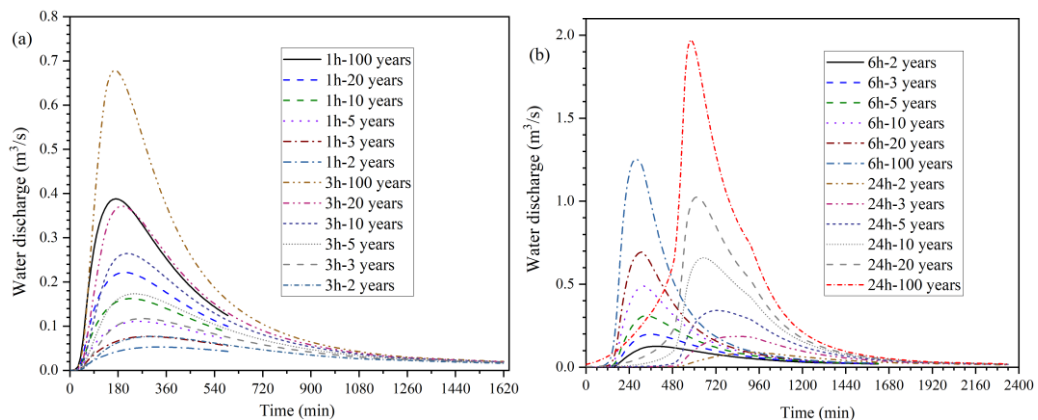 (a)
Water discharge (m³/s)
0.8
0.7
0.6
0.5
0.4
0.3
0.2
0.1
0.0
1h-100 years
1h-20 years
1h-10 years
1h-5 years
1h-3 years
1h-2 years
3h-100 years
3h-20 years
3h-10 years
3h-5 years
3h-3 years
3h-2 years
0 180 360 540 720 900 1080 1260 1440 1620
Time (min)
(b)
Water discharge (m³/s)
2.0
1.5
1.0
0.5
0.0
6h-2 years
6h-3 years
6h-5 years
6h-10 years
6h-20 years
6h-100 years
24h-2 years
24h-3 years
24h-5 years
24h-10 years
24h-20 years
24h-100 years
0 240 480 720 960 1200 1440 1680 1920 2160 2400
Time (min)